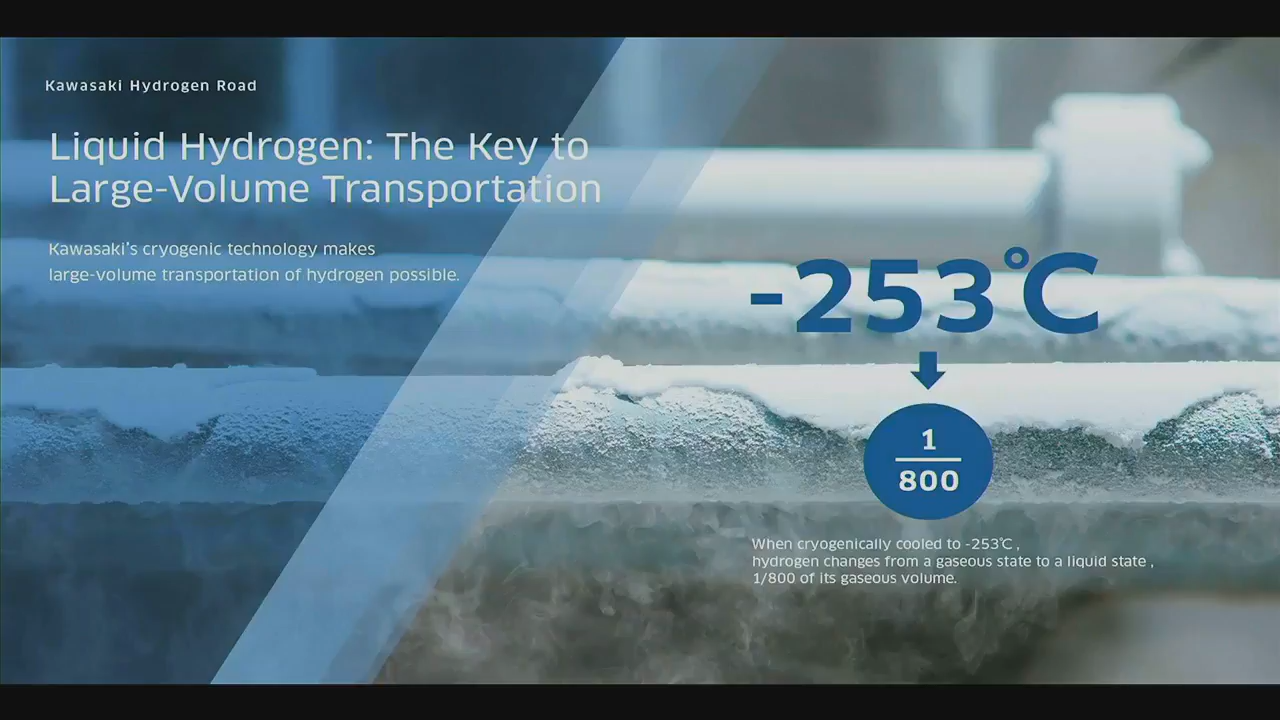 Kawasaki Hydrogen Road
Liquid Hydrogen: The Key to
Large-Volume Transportation
Kawasaki's cryogenic technology makes
large-volume transportation of hydrogen possible.
-253℃
1
800
When cryogenically cooled to -253℃ ,
hydrogen changes from a gaseous state to a liquid state ,
1/800 of its gaseous volume.